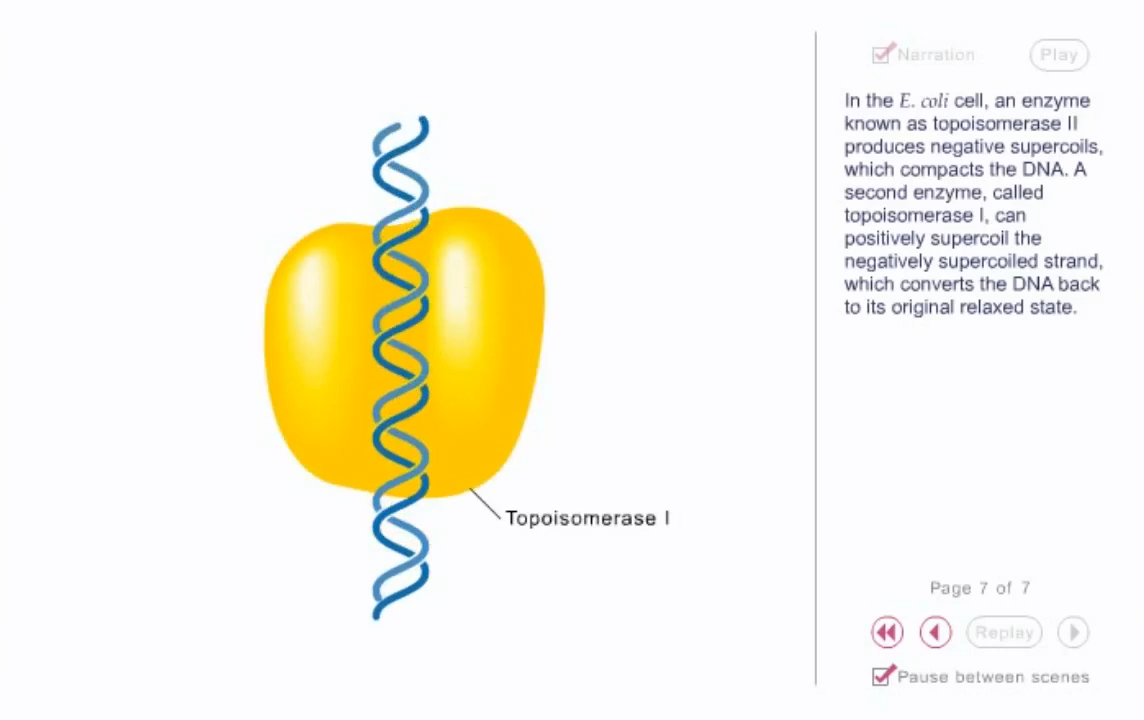 Narration
Play
In the E. coli cell, an enzyme
known as topoisomerase II
produces negative supercoils,
which compacts the DNA. A
second enzyme, called
topoisomerase I, can
positively supercoil the
negatively supercoiled strand,
which converts the DNA back
to its original relaxed state.
Topoisomerase I
Page 7 of 7
Replay
Pause between scenes